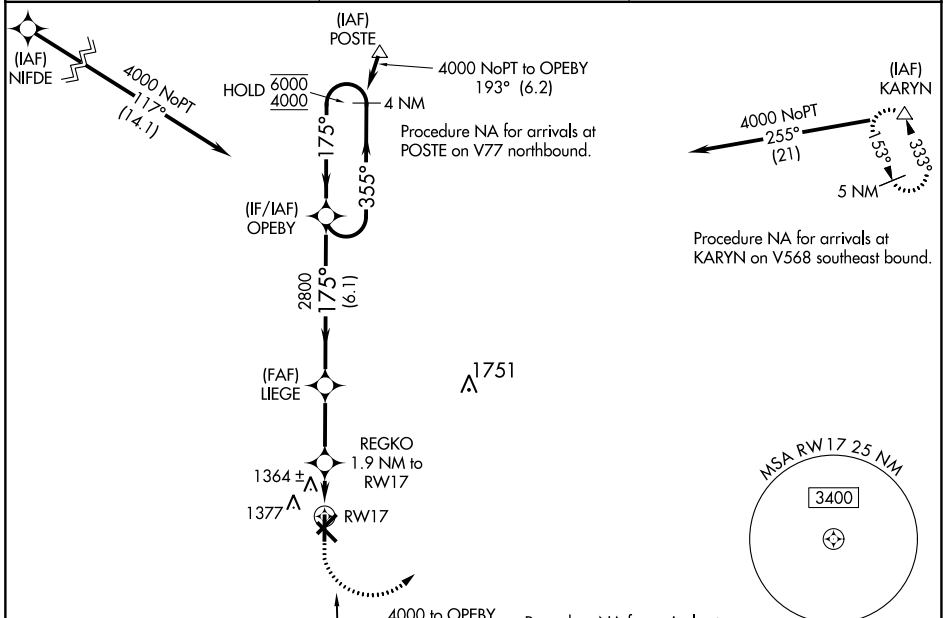 (IAF)
NIFDE
4000 NoPT
117°
(14.1)
(IAF)
POSTE
4000 NoPT to OPEBY
193° (6.2)
HOLD 6000
4000
4 NM
175°
355°
Procedure NA for arrivals at
POSTE on V77 northbound.
(IAF)
KARYN
4000 NoPT
255°
(21)
153°
333°
5 NM
Procedure NA for arrivals at
KARYN on V568 southeast bound.
(IF/IAF)
OPEBY
2800
175°
(6.1)
(FAF)
LIEGE
1751
REGKO
1.9 NM to
RW17
1364 ±
1377
RW17
MSA RW17 25 NM
3400
4000 to OPEBY